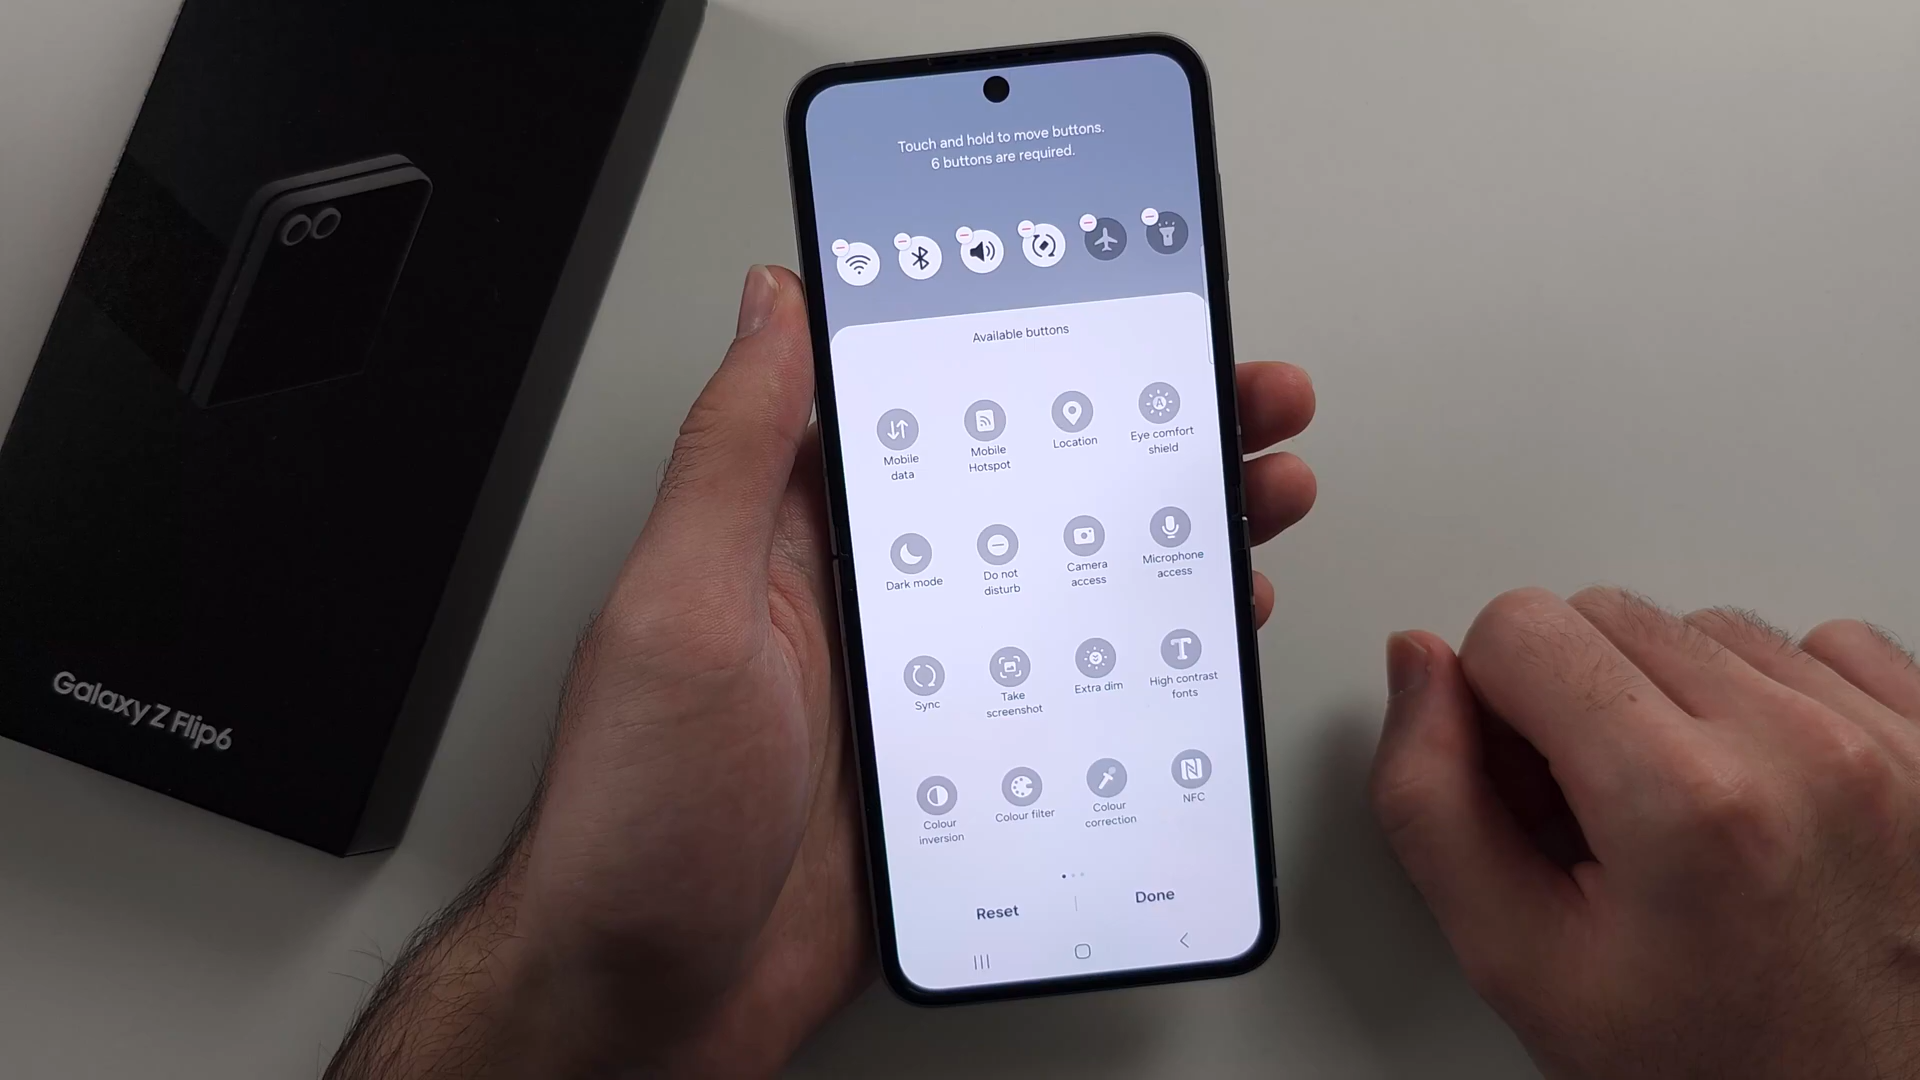 Touch and hold to move buttons.
6 buttons are required.
Available buttons
Mobile
data
Mobile
Hotspot
Location
Eye comfort
shield
Dark mode
Do not
disturb
Camera
access
Microphone
access
Sync
Take
screenshot
Extra dim
High contrast
fonts
Colour
inversion
Colour filter
Colour
correction
NFC
Reset
Done
Galaxy Z Flip6